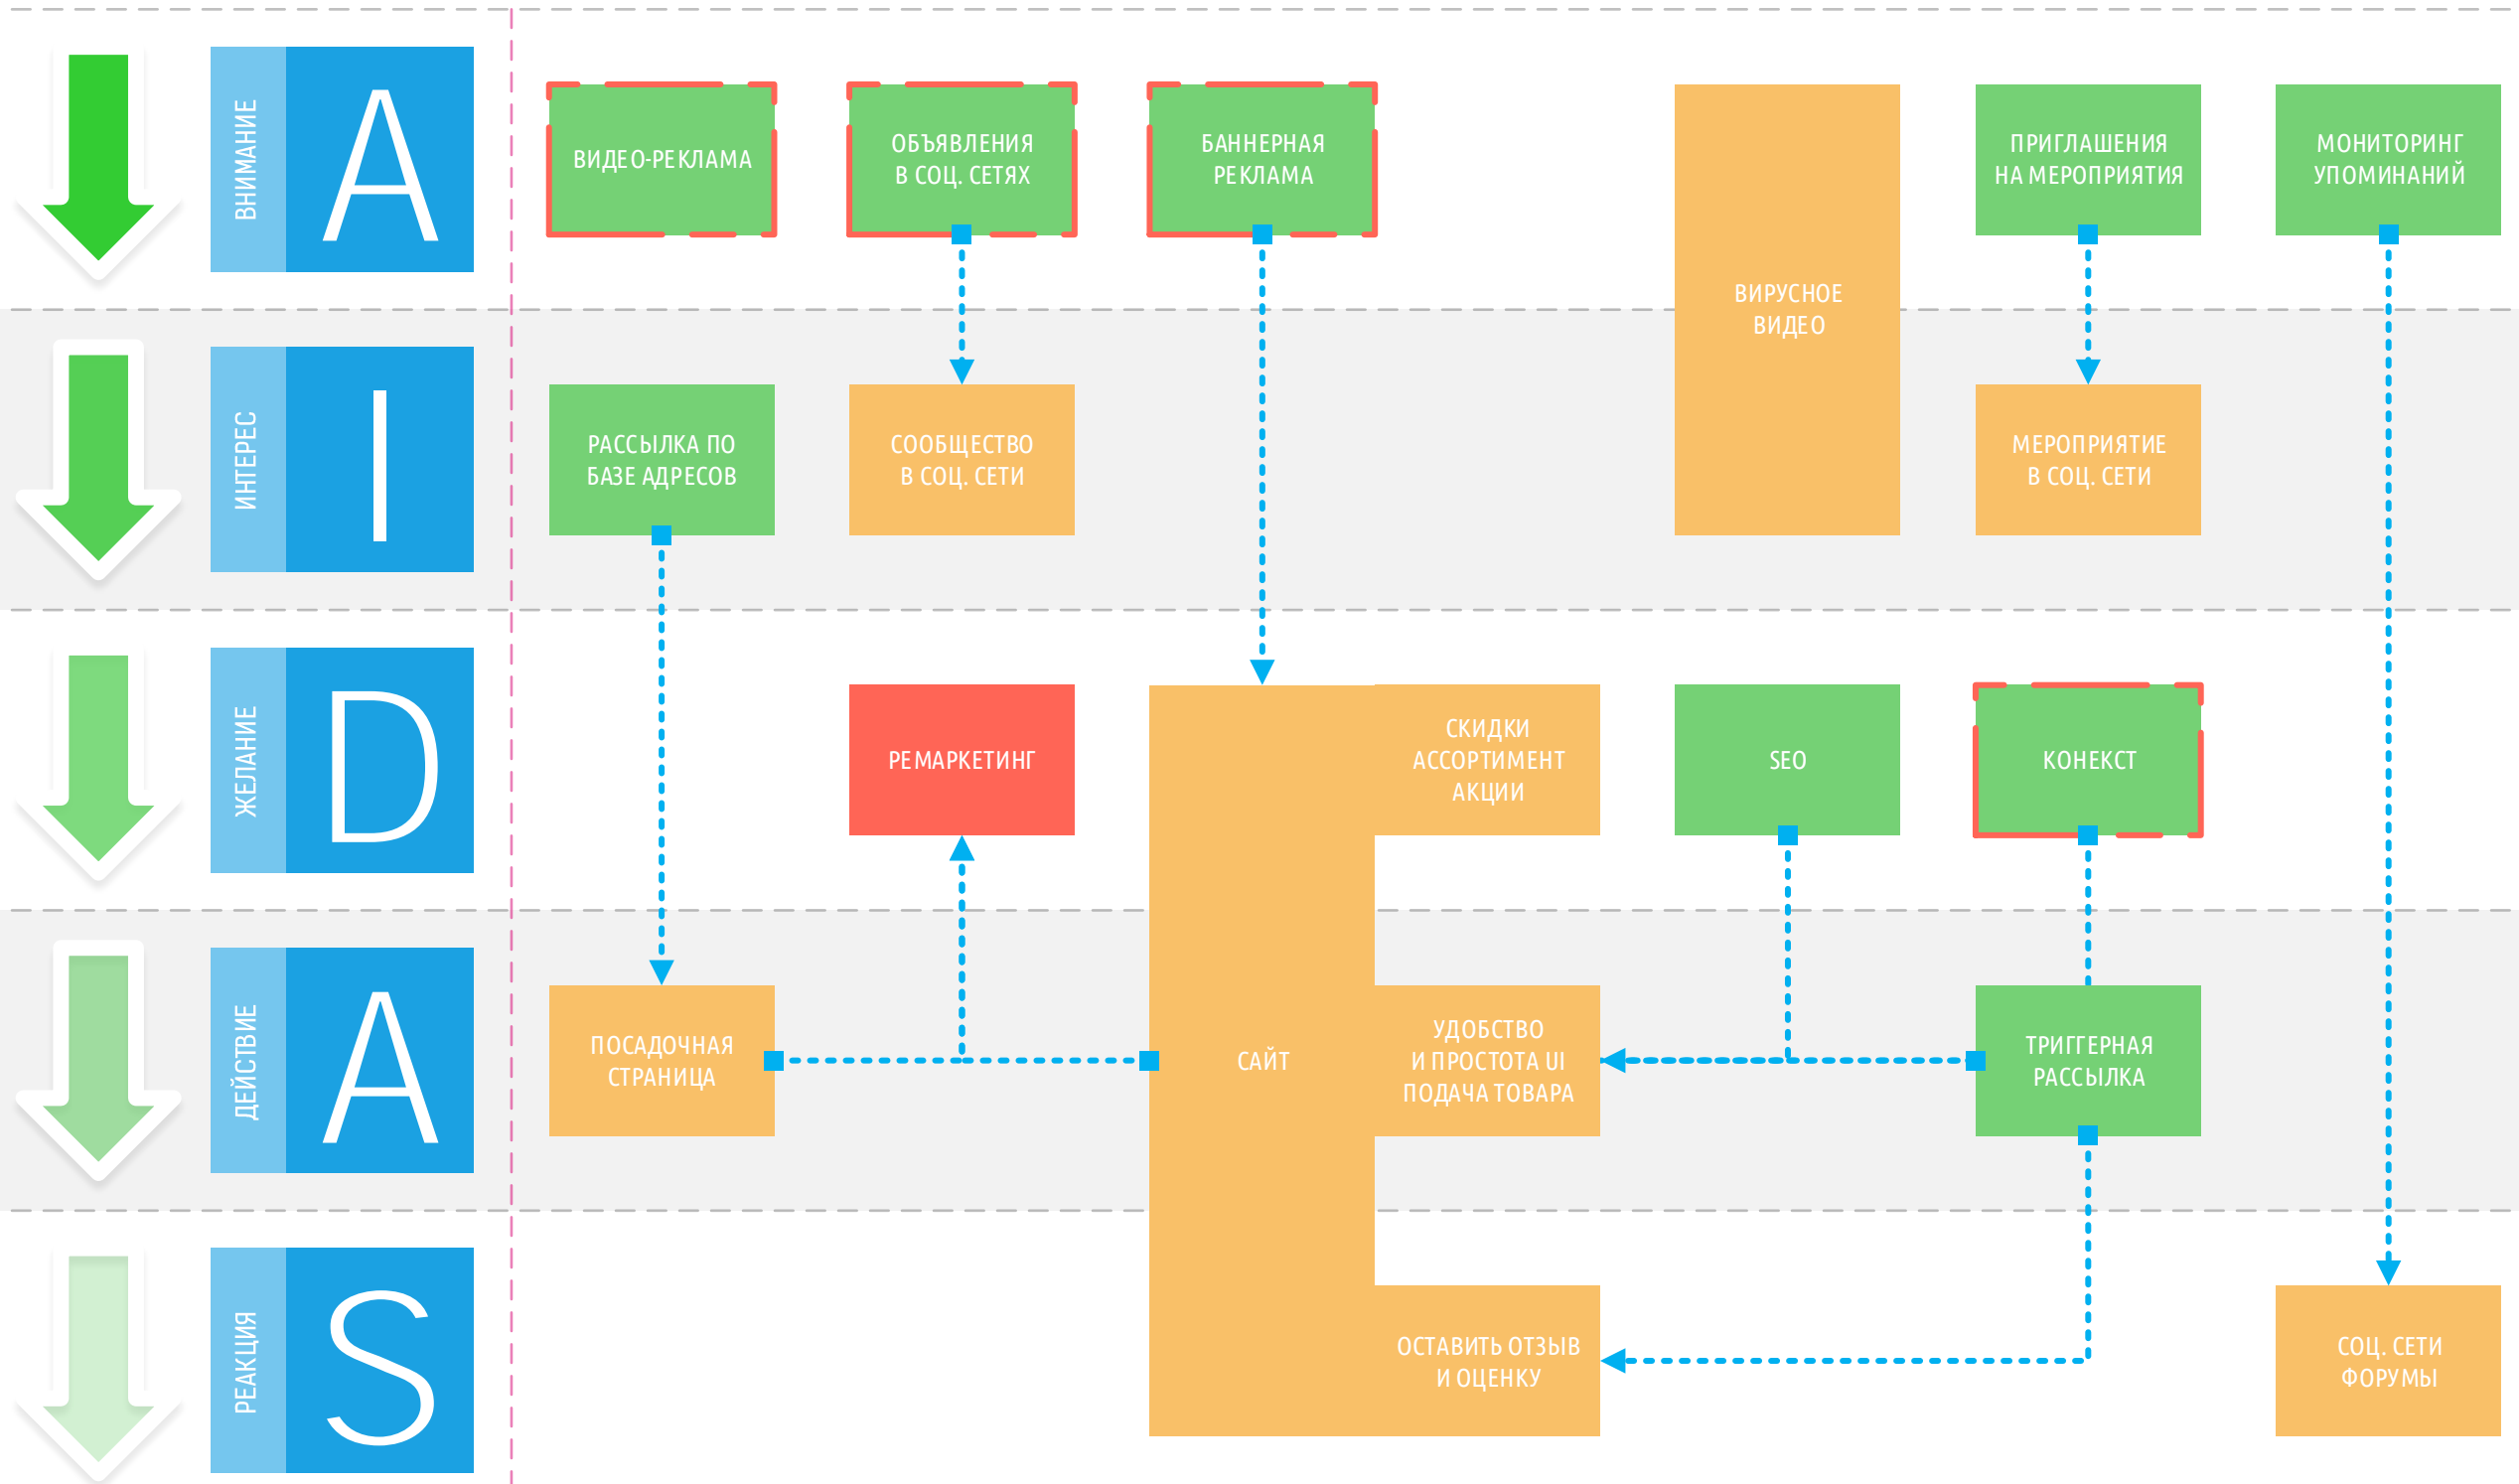 ВНИМАНИЕ
A
ВИДЕО-РЕКЛАМА
ОБЪЯВЛЕНИЯ
В СОЦ. СЕТЯХ
БАННЕРНАЯ
РЕКЛАМА
ВИРУСНОЕ
ВИДЕО
ПРИГЛАШЕНИЯ
НА МЕРОПРИЯТИЯ
МОНИТОРИНГ
УПОМИНАНИЙ
ИНТЕРЕС
I
РАССЫЛКА ПО
БАЗЕ АДРЕСОВ
СООБЩЕСТВО
В СОЦ. СЕТИ
МЕРОПРИЯТИЕ
В СОЦ. СЕТИ
ЖЕЛАНИЕ
D
РЕМАРКЕТИНГ
СКИДКИ
АССОРТИМЕНТ
АКЦИИ
SEO
КОНЕКСТ
ДЕЙСТВИЕ
A
ПОСАДОЧНАЯ
СТРАНИЦА
САЙТ
УДОБСТВО
И ПРОСТОТА UI
ПОДАЧА ТОВАРА
ТРИГГЕРНАЯ
РАССЫЛКА
РЕАКЦИЯ
S
ОСТАВИТЬ ОТЗЫВ
И ОЦЕНКУ
СОЦ. СЕТИ
ФОРУМЫ